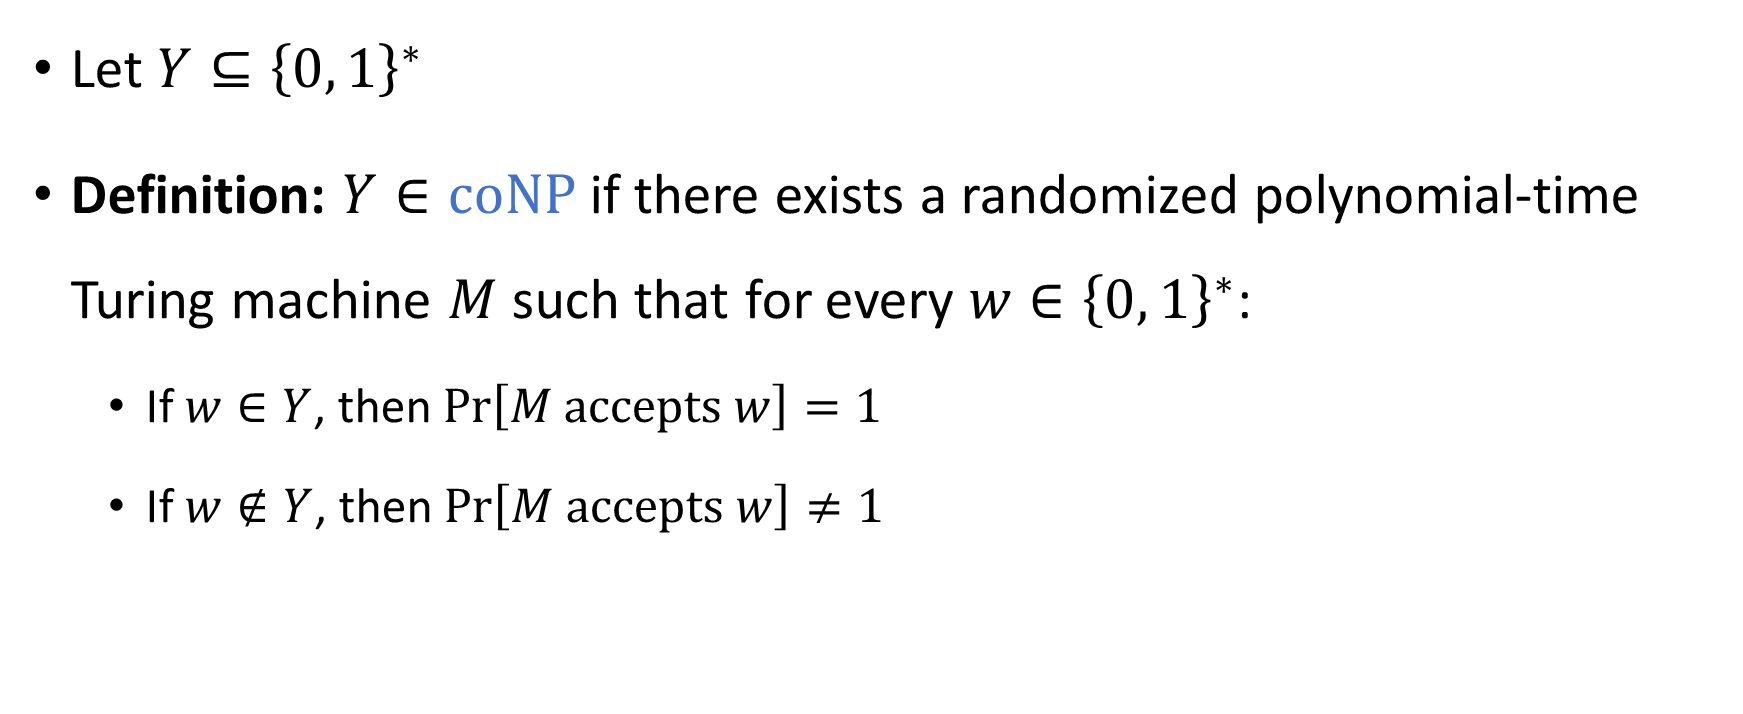 • Let Y ⊆ {0, 1}*
• Definition: Y ∈ coNP if there exists a randomized polynomial-time
Turing machine M such that for every w ∈ {0, 1}*:
• If w ∈ Y, then Pr[M accepts w] = 1
• If w ∉ Y, then Pr[M accepts w] ≠ 1